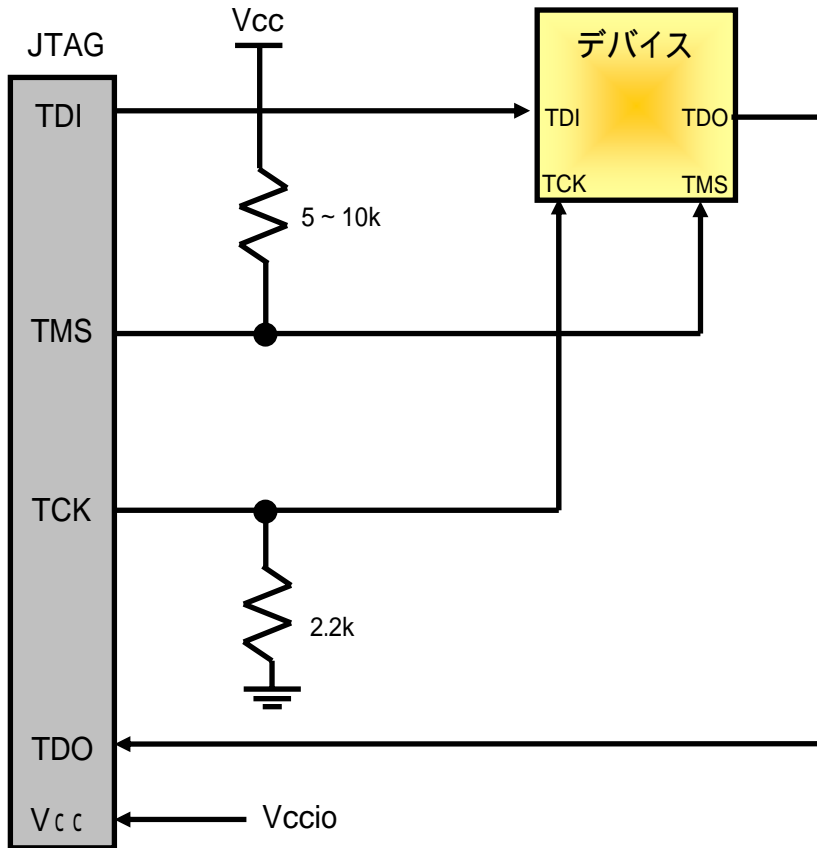 Vcc
JTAG
デバイス
TDI
TDI
TDO
TCK
TMS
5 ~ 10k
TMS
TCK
2.2k
TDO
Vcc
Vccio